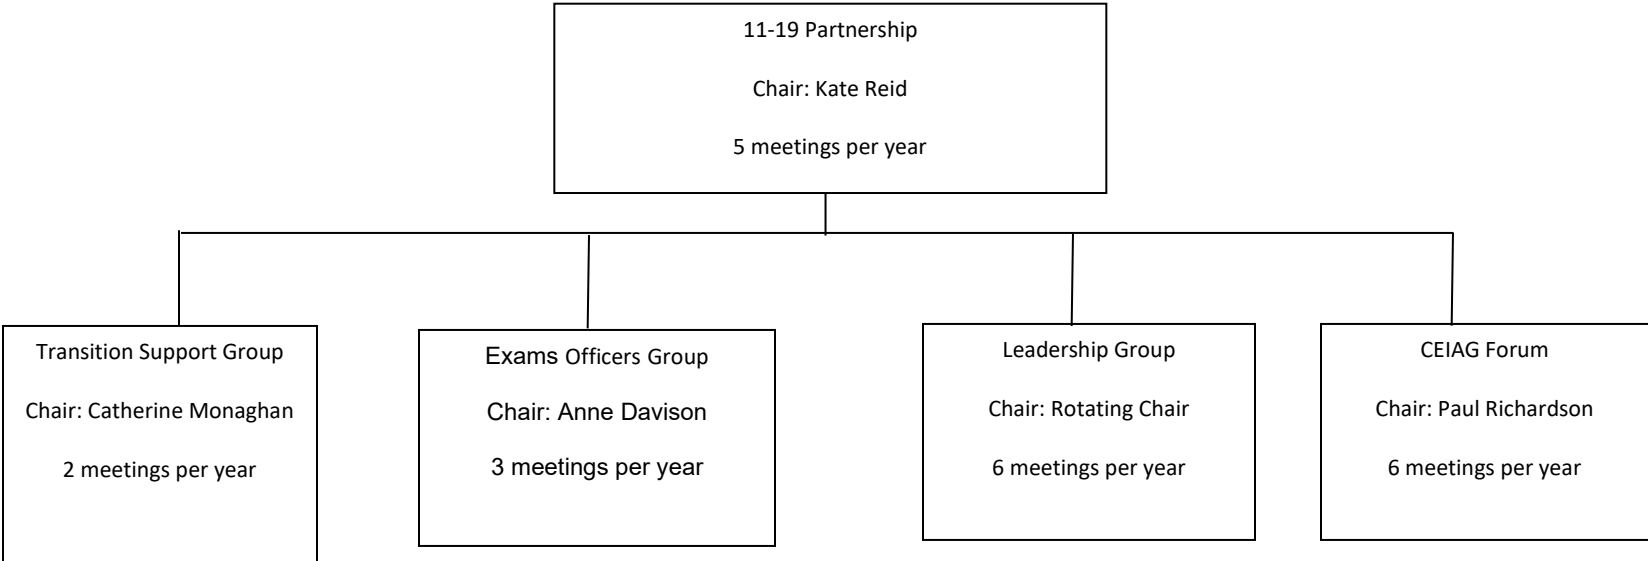 11-19 Partnership
Chair: Kate Reid
5 meetings per year
Transition Support Group
Chair: Catherine Monaghan
2 meetings per year
Exams Officers Group
Chair: Anne Davison
3 meetings per year
Leadership Group
Chair: Rotating Chair
6 meetings per year
CEIAG Forum
Chair: Paul Richardson
6 meetings per year